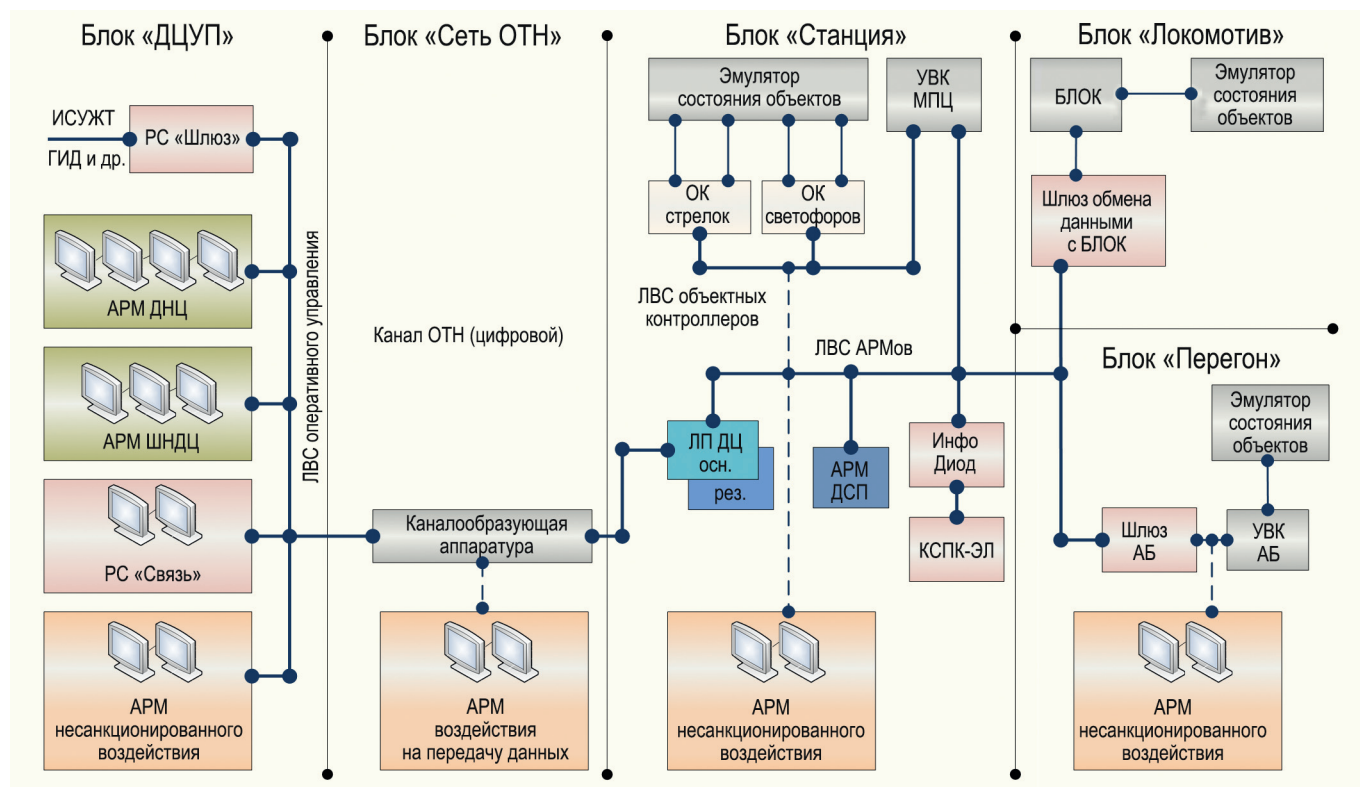 Блок «ДЦУП»
ИСУЖТ
ГИД и др.
РС «Шлюз»
АРМ ДНЦ
АРМ ШНДЦ
РС «Связь»
АРМ
несанкционированного
воздействия
ЛВС оперативного управления
Блок «Сеть ОТН»
Канал ОТН (цифровой)
Каналообразующая
аппаратура
АРМ
воздействия
на передачу данных
Блок «Станция»
Эмулятор
состояния объектов
УВК
МПЦ
ОК
стрелок
ОК
светофоров
ЛВС объектных
контроллеров
ЛВС АРМов
ЛП ДЦ
осн.
рез.
АРМ
ДСП
Инфо
Диод
КСПК-ЭЛ
АРМ
несанкционированного
воздействия
Блок «Локомотив»
БЛОК
Эмулятор
состояния
объектов
Шлюз обмена
данными
с БЛОК
Блок «Перегон»
Эмулятор
состояния
объектов
Шлюз
АБ
УВК
АБ
АРМ
несанкционированного
воздействия